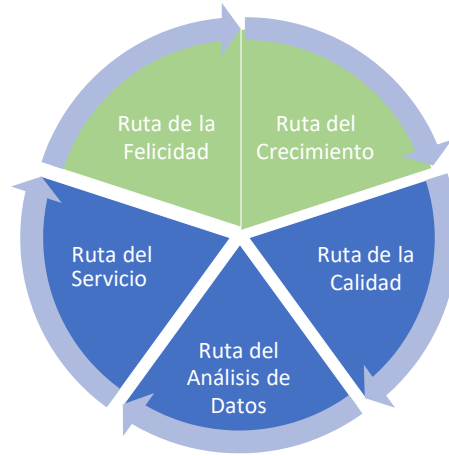 Ruta de la
Felicidad
Ruta del
Crecimiento
Ruta del
Servicio
Ruta de la
Calidad
Ruta del
Análisis de
Datos